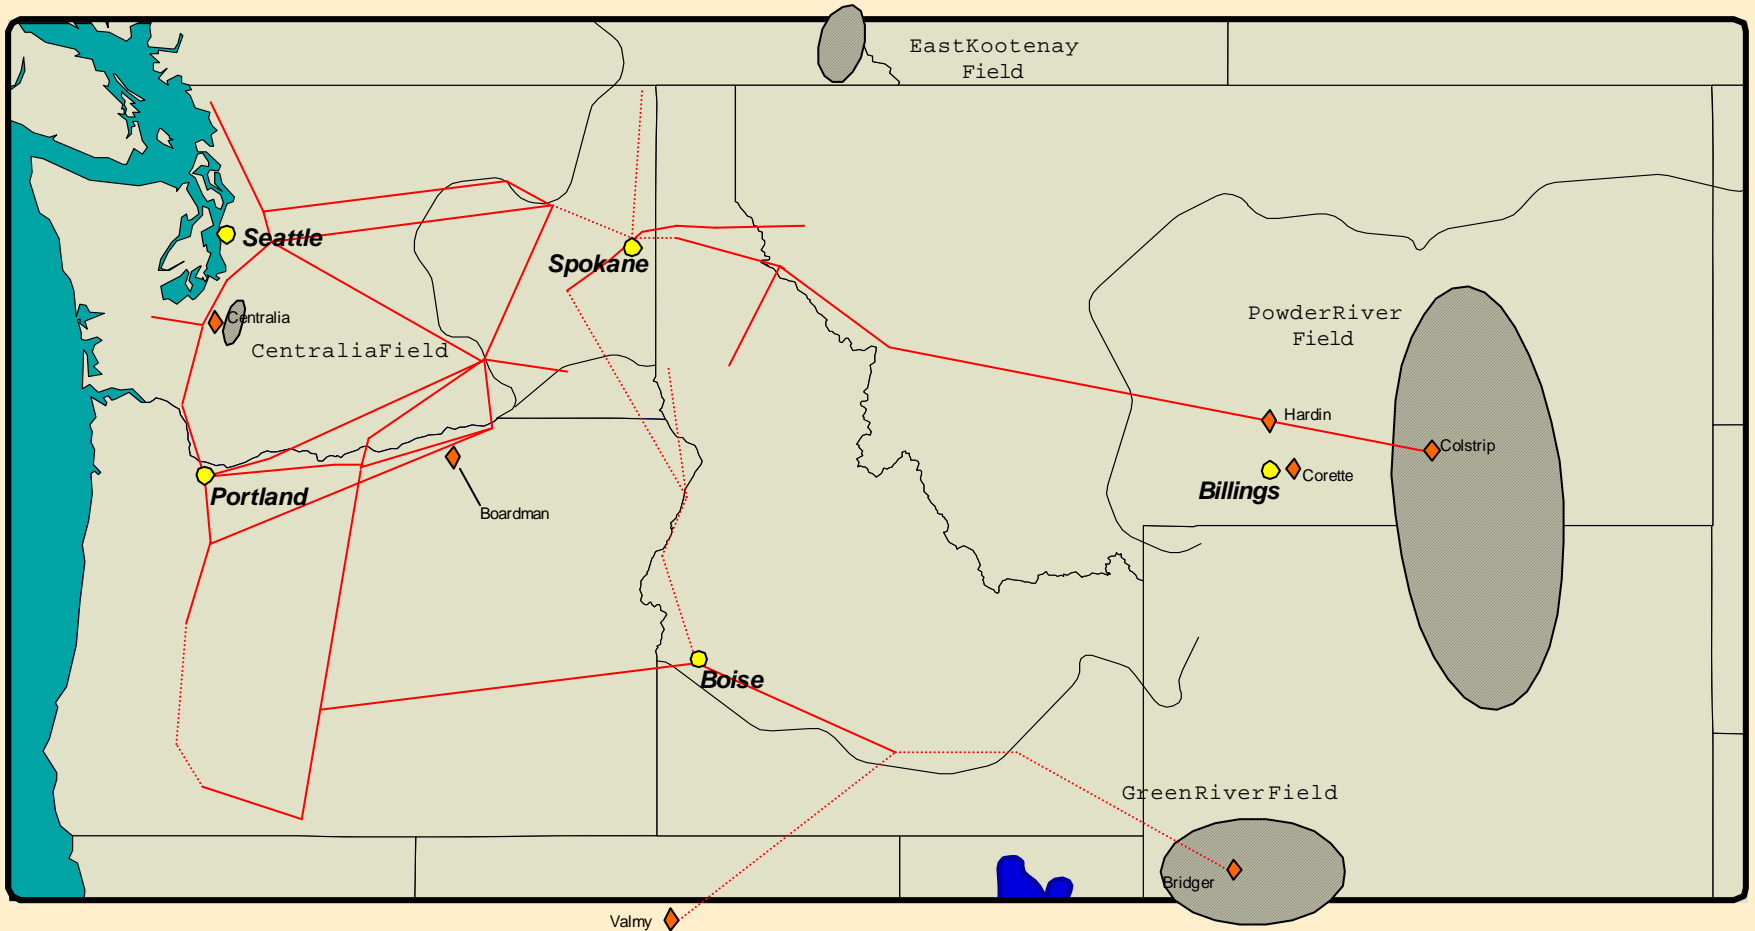 EastKootenay
Field
Seattle
Spokane
Centralia
CentraliaField
PowderRiver
Field
Hardin
Colstrip
Corette
Billings
Portland
Boardman
Boise
GreenRiverField
Bridger
Valmy